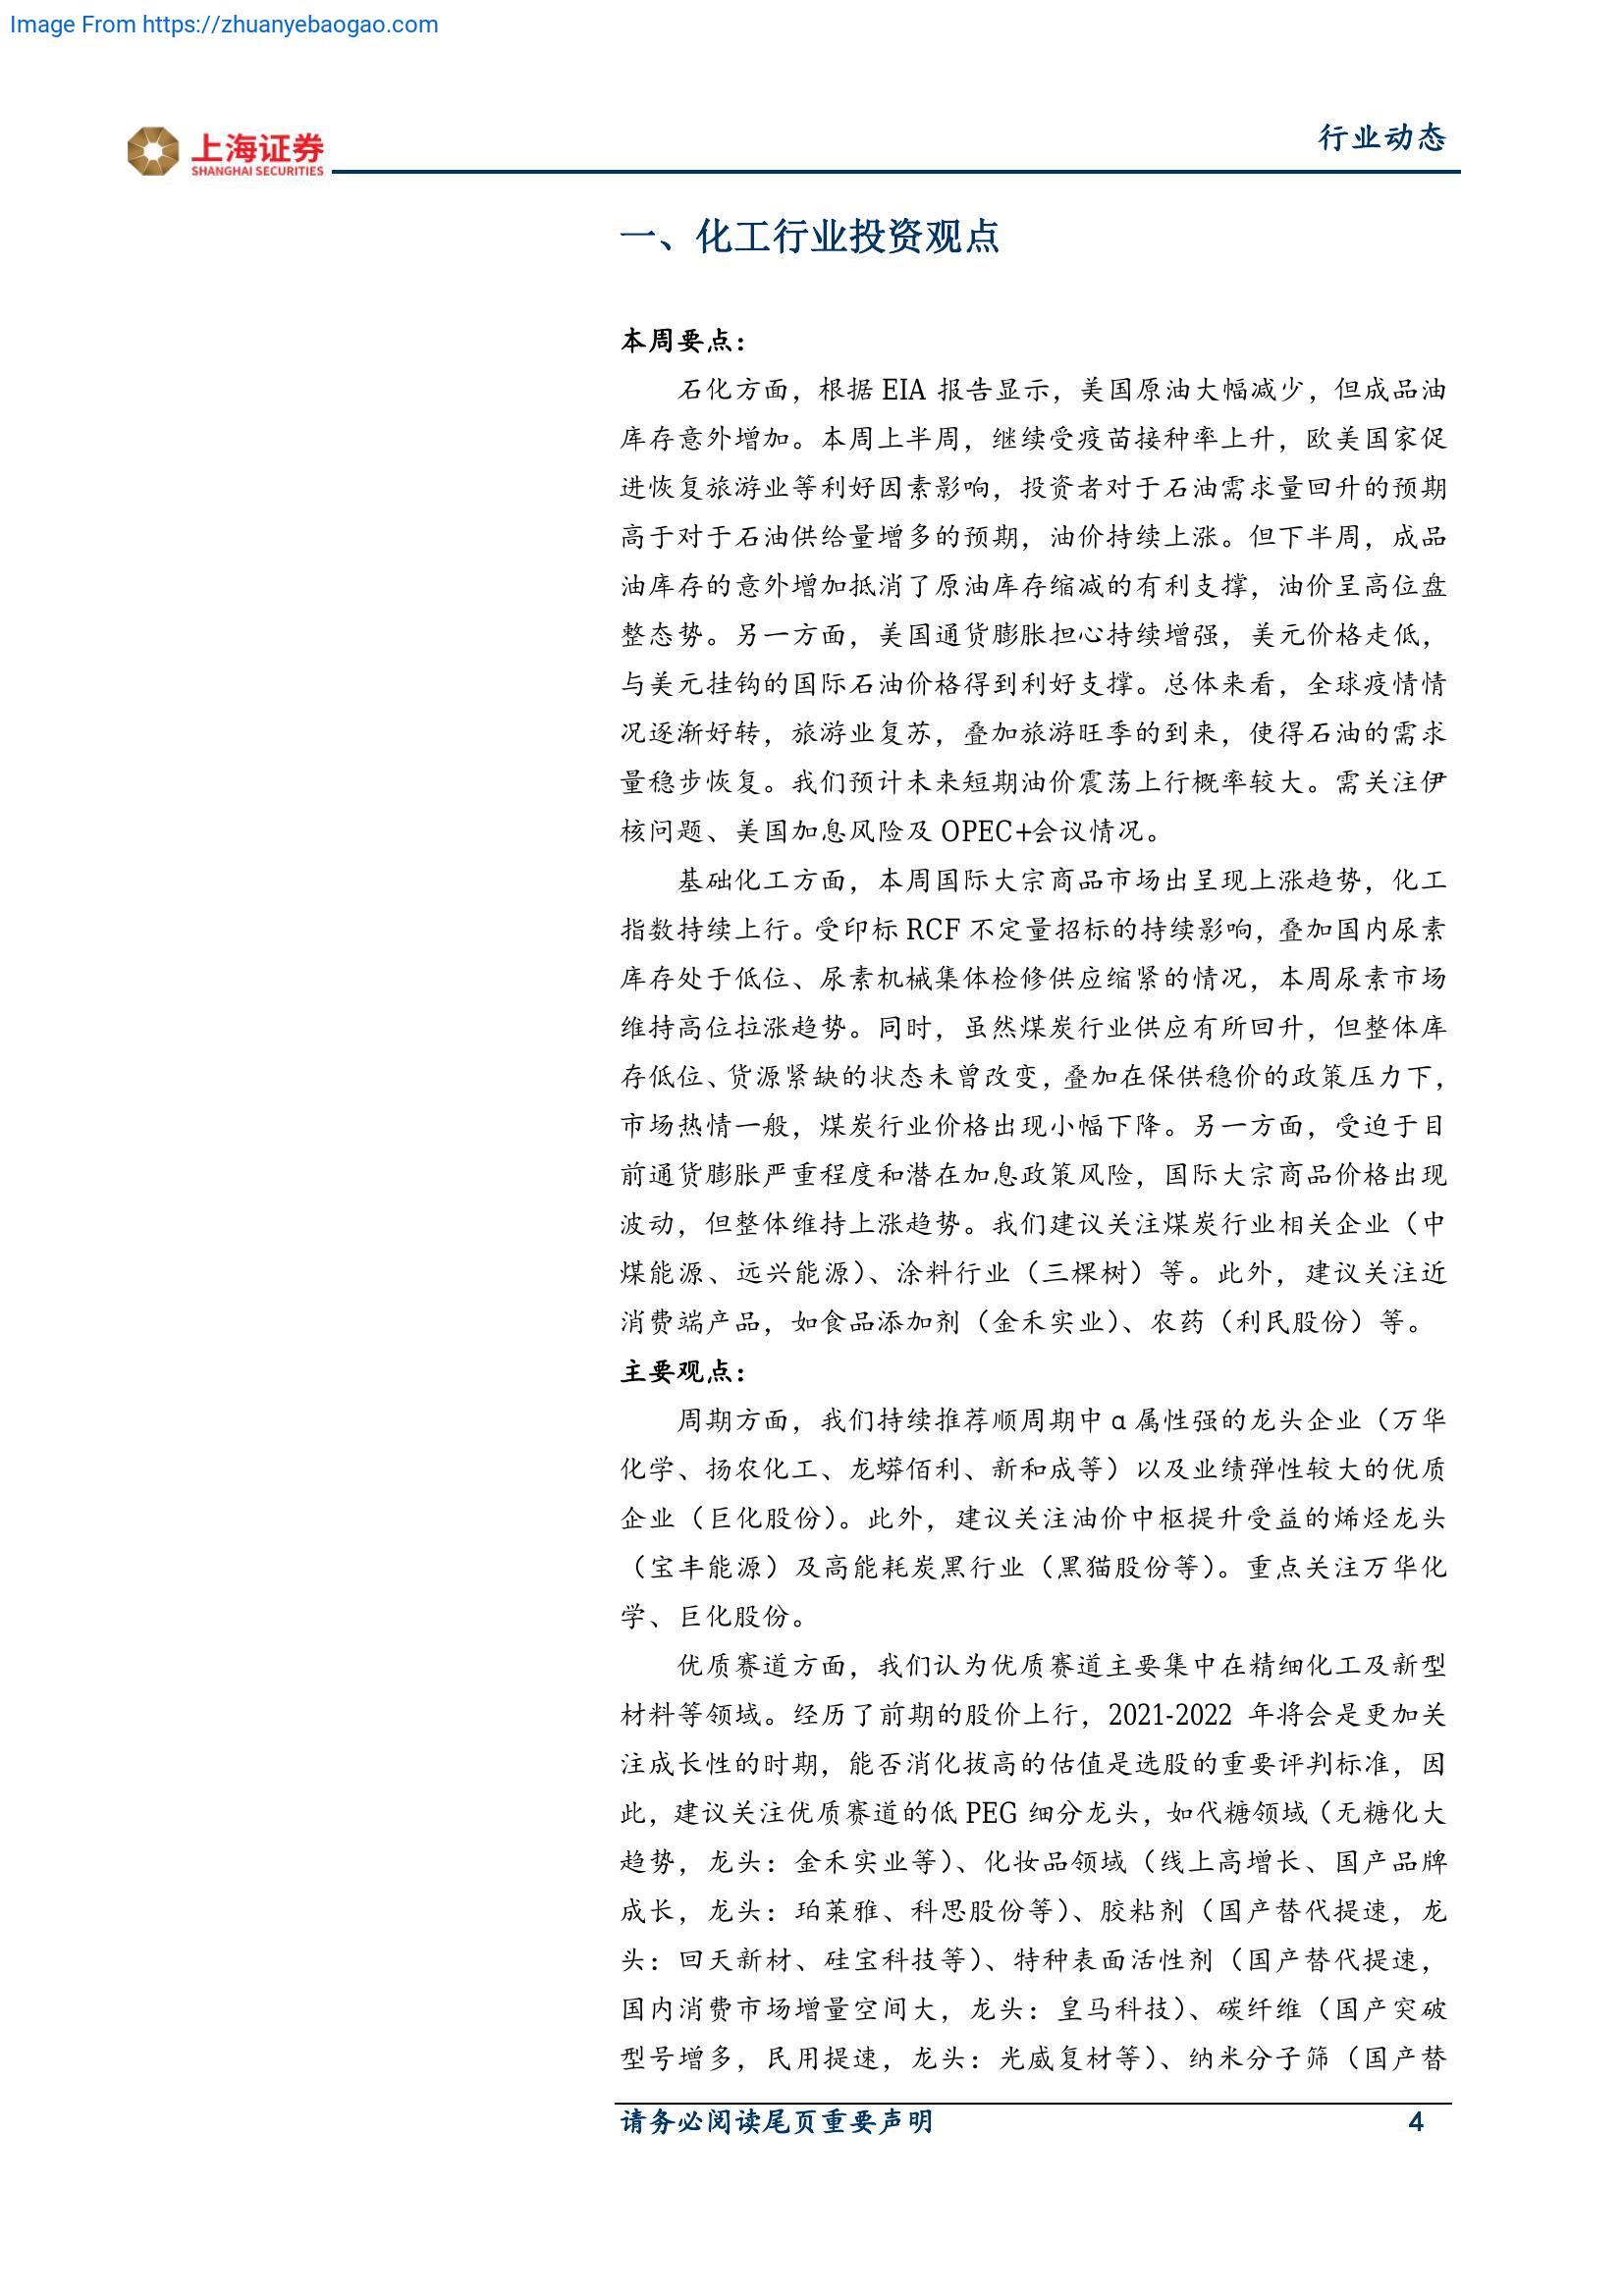 Image From https://zhuanyebaogao.com
上海证券
SHANGHAI SECURITIES
行业动态
一、化工行业投资观点
本周要点：
石化方面，根据 EIA 报告显示，美国原油大幅减少，但成品油
库存意外增加。本周上半周，继续受疫苗接种率上升，欧美国家促
进恢复旅游业等利好因素影响，投资者对于石油需求量回升的预期
高于对于石油供给量增多的预期，油价持续上涨。但下半周，成品
油库存的意外增加抵消了原油库存缩减的有利支撑，油价呈高位盘
整态势。另一方面，美国通货膨胀担心持续增强，美元价格走低，
与美元挂钩的国际石油价格得到利好支撑。总体来看，全球疫情情
况逐渐好转，旅游业复苏，叠加旅游旺季的到来，使得石油的需求
量稳步恢复。我们预计未来短期油价震荡上行概率较大。需关注伊
核问题、美国加息风险及 OPEC+会议情况。
基础化工方面，本周国际大宗商品市场出呈现上涨趋势，化工
指数持续上行。受印标 RCF 不定量招标的持续影响，叠加国内尿素
库存处于低位、尿素机械集体检修供应缩紧的情况，本周尿素市场
维持高位拉涨趋势。同时，虽然煤炭行业供应有所回升，但整体库
存低位、货源紧缺的状态未曾改变，叠加在保供稳价的政策压力下，
市场热情一般，煤炭行业价格出现小幅下降。另一方面，受迫于目
前通货膨胀严重程度和潜在加息政策风险，国际大宗商品价格出现
波动，但整体维持上涨趋势。我们建议关注煤炭行业相关企业（中
煤能源、远兴能源）、涂料行业（三棵树）等。此外，建议关注近
消费端产品，如食品添加剂（金禾实业）、农药（利民股份）等。
主要观点：
周期方面，我们持续推荐顺周期中 α 属性强的龙头企业（万华
化学、扬农化工、龙蟒佰利、新和成等）以及业绩弹性较大的优质
企业（巨化股份）。此外，建议关注油价中枢提升受益的烯烃龙头
（宝丰能源）及高能耗炭黑行业（黑猫股份等）。重点关注万华化
学、巨化股份。
优质赛道方面，我们认为优质赛道主要集中在精细化工及新型
材料等领域。经历了前期的股价上行，2021-2022 年将会是更加关
注成长性的时期，能否消化拔高的估值是选股的重要评判标准，因
此，建议关注优质赛道的低 PEG 细分龙头，如代糖领域（无糖化大
趋势，龙头：金禾实业等）、化妆品领域（线上高增长、国产品牌
成长，龙头：珀莱雅、科思股份等）、胶粘剂（国产替代提速，龙
头：回天新材、硅宝科技等）、特种表面活性剂（国产替代提速，
国内消费市场增量空间大，龙头：皇马科技）、碳纤维（国产突破
型号增多，民用提速，龙头：光威复材等）、纳米分子筛（国产替
请务必阅读尾页重要声明 4